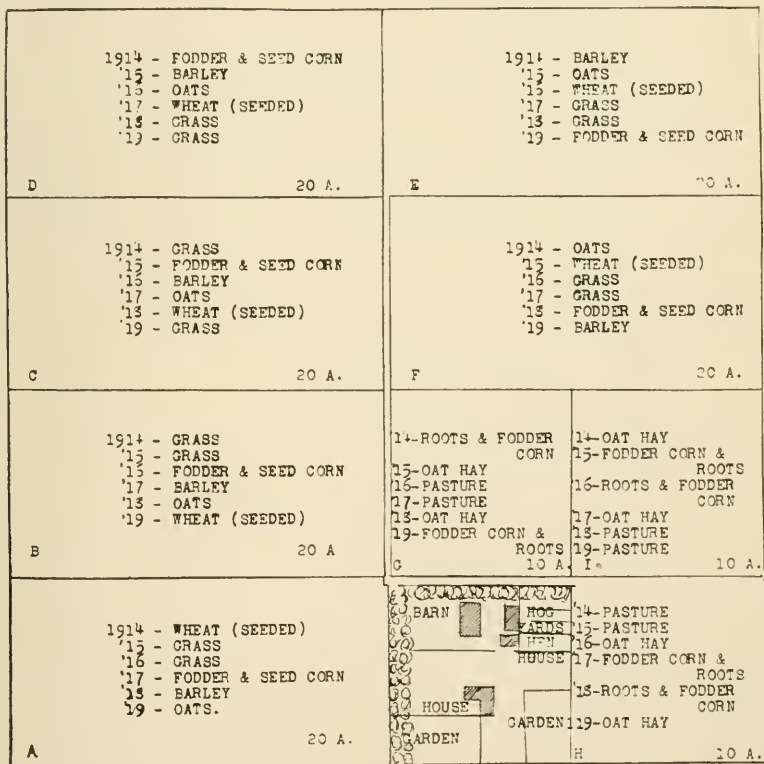 1914 - FODDER & SEED CORN
'15 - BARLEY
'16 - OATS
'17 - WHEAT (SEEDED)
'18 - GRASS
'19 - GRASS
D 20 A.
1914 - BARLEY
'15 - OATS
'16 - WHEAT (SEEDED)
'17 - GRASS
'18 - GRASS
'19 - FODDER & SEED CORN
E 20 A.
1914 - GRASS
'15 - FODDER & SEED CORN
'16 - BARLEY
'17 - OATS
'18 - WHEAT (SEEDED)
'19 - GRASS
C 20 A.
1914 - OATS
'15 - WHEAT (SEEDED)
'16 - GRASS
'17 - GRASS
'18 - FODDER & SEED CORN
'19 - BARLEY
F 20 A.
1914 - GRASS
'15 - GRASS
'16 - FODDER & SEED CORN
'17 - BARLEY
'18 - OATS
'19 - WHEAT (SEEDED)
B 20 A
'14-ROOTS & FODDER
CORN
'15-OAT HAY
'16-PASTURE
'17-PASTURE
'18-OAT HAY
'19-FODDER CORN &
ROOTS
G 10 A.
'14-OAT HAY
'15-FODDER CORN &
ROOTS
'16-ROOTS & FODDER
CORN
'17-OAT HAY
'18-PASTURE
'19-PASTURE
I. 10 A.
1914 - WHEAT (SEEDED)
'15 - GRASS
'16 - GRASS
'17 - FODDER & SEED CORN
'18 - BARLEY
'19 - OATS.
A 20 A.
BARN
HOG
YARDS
HEN
HOUSE
HOUSE
GARDEN
GARDEN
'14-PASTURE
'15-PASTURE
'16-OAT HAY
'17-FODDER CORN &
ROOTS
'18-ROOTS & FODDER
CORN
'19-OAT HAY
H 10 A.